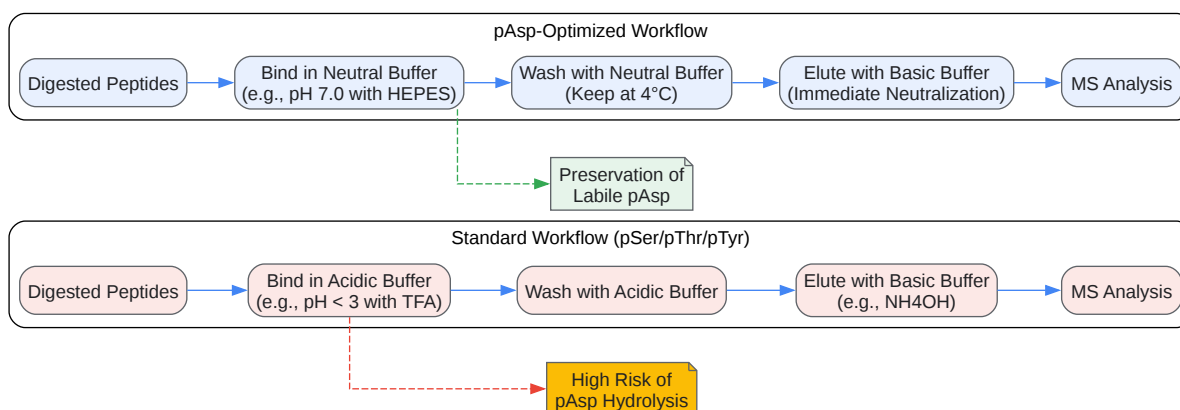 pAsp-Optimized Workflow
Digested Peptides
Bind in Neutral Buffer
(e.g., pH 7.0 with HEPES)
Wash with Neutral Buffer
(Keep at 4°C)
Elute with Basic Buffer
(Immediate Neutralization)
MS Analysis
Preservation of
Labile pAsp
Standard Workflow (pSer/pThr/pTyr)
Digested Peptides
Bind in Acidic Buffer
(e.g., pH < 3 with TFA)
Wash with Acidic Buffer
Elute with Basic Buffer
(e.g., NH4OH)
MS Analysis
High Risk of
pAsp Hydrolysis